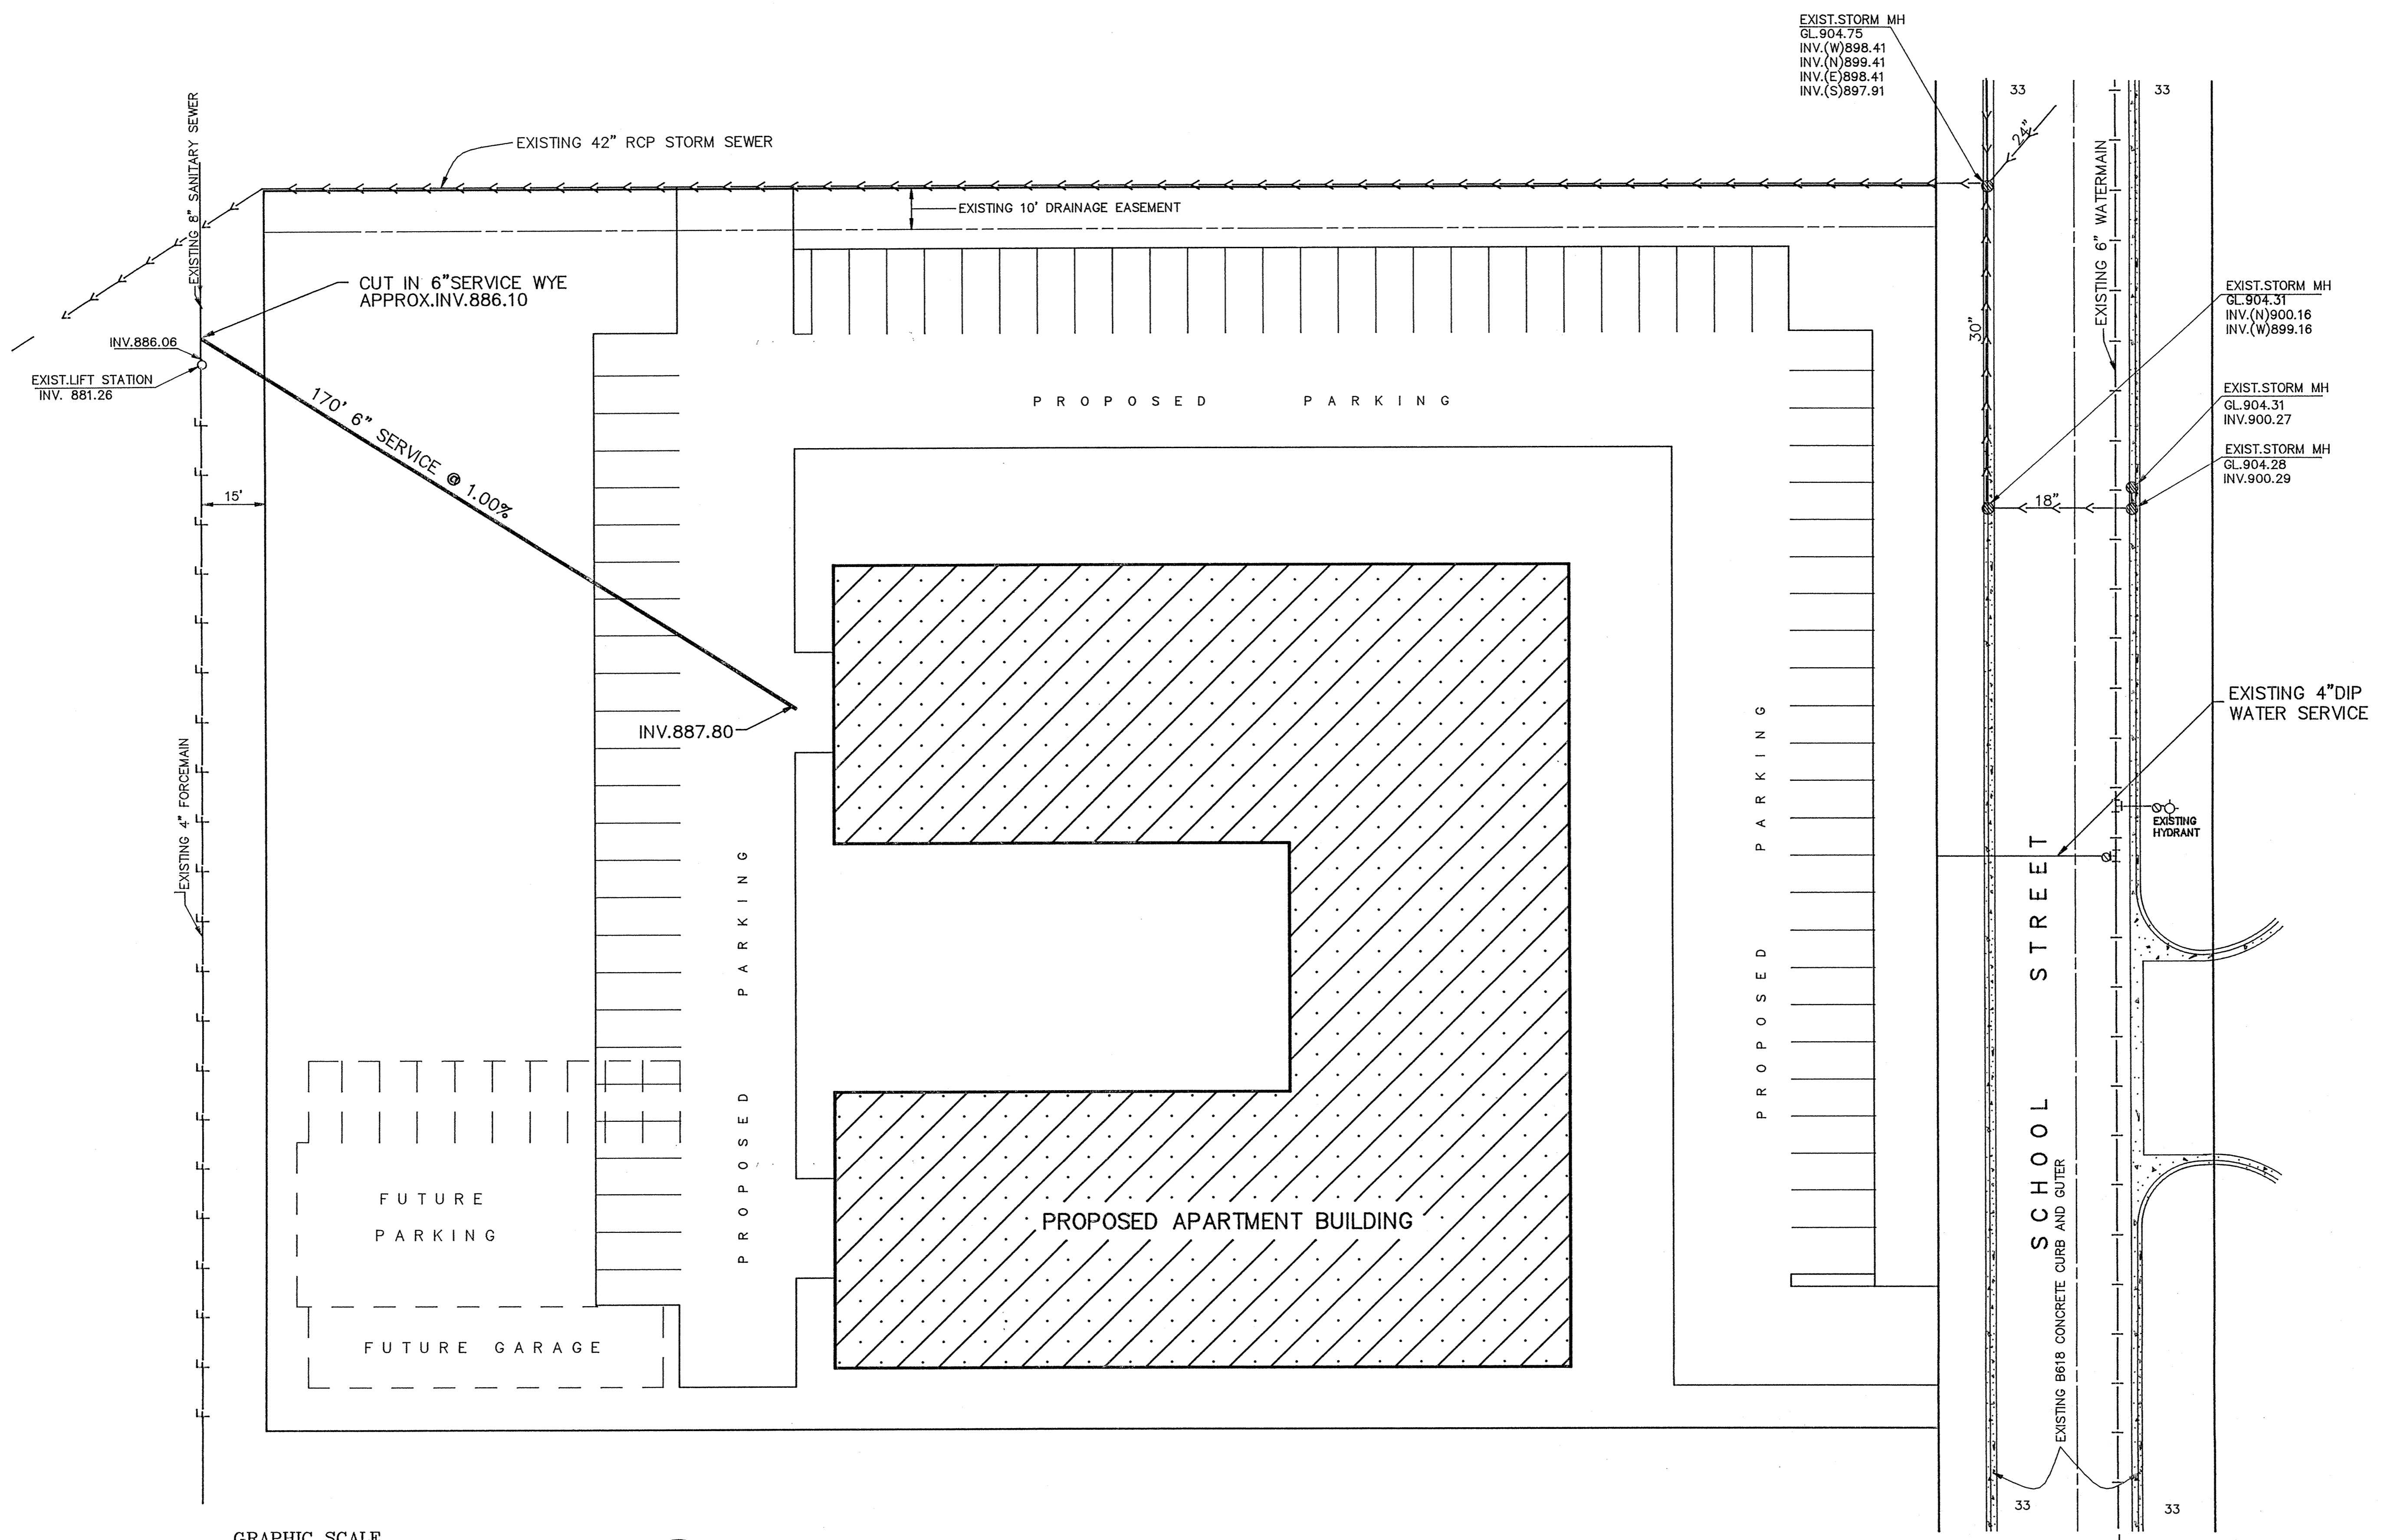 EXIST.STORM MH
GL.904.75
INV.(W)898.41
INV.(N)899.41
INV.(E)898.41
INV.(S)897.91
33
33
24"
EXISTING 8" SANITARY SEWER
EXISTING 42" RCP STORM SEWER
EXISTING 10' DRAINAGE EASEMENT
EXISTING 6" WATERMAIN
CUT IN 6"SERVICE WYE
APPROX.INV.886.10
INV.886.06
EXIST.LIFT STATION
INV. 881.26
30"
EXIST.STORM MH
GL.904.31
INV.(N)900.16
INV.(W)899.16
EXIST.STORM MH
GL.904.31
INV.900.27
EXIST.STORM MH
GL.904.28
INV.900.29
18"
170' 6" SERVICE @ 1.00%
PROPOSED PARKING
15'
INV.887.80
EXISTING 4"DIP
WATER SERVICE
EXISTING
HYDRANT
EXISTING 4" FORCEMAIN
PROPOSED PARKING
PROPOSED PARKING
SCHOOL STREET
FUTURE
PARKING
FUTURE GARAGE
PROPOSED APARTMENT BUILDING
EXISTING B618 CONCRETE CURB AND GUTER
33
33
GRAPHIC SCALE